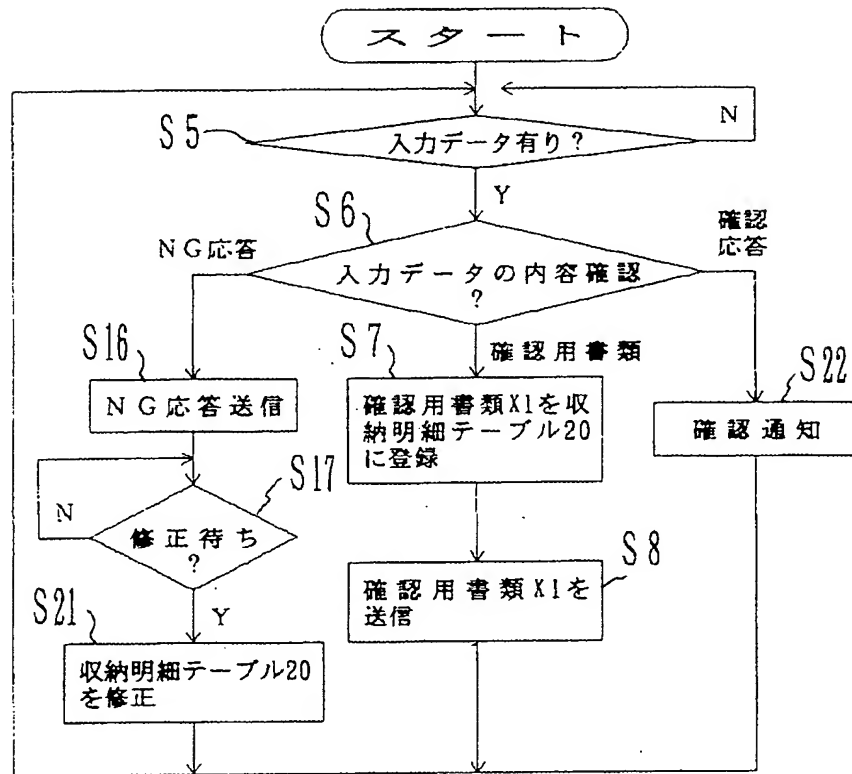 スタート
S5
入力データ有り?
N
Y
S6
NG応答
確認
応答
入力データの内容確認
?
S16
NG応答送信
S7
確認用書類
確認用書類X1を収
納明細テーブル20
に登録
S22
確認通知
S17
N
修正待ち
?
Y
S8
確認用書類X1を
送信
S21
収納明細テーブル20
を修正